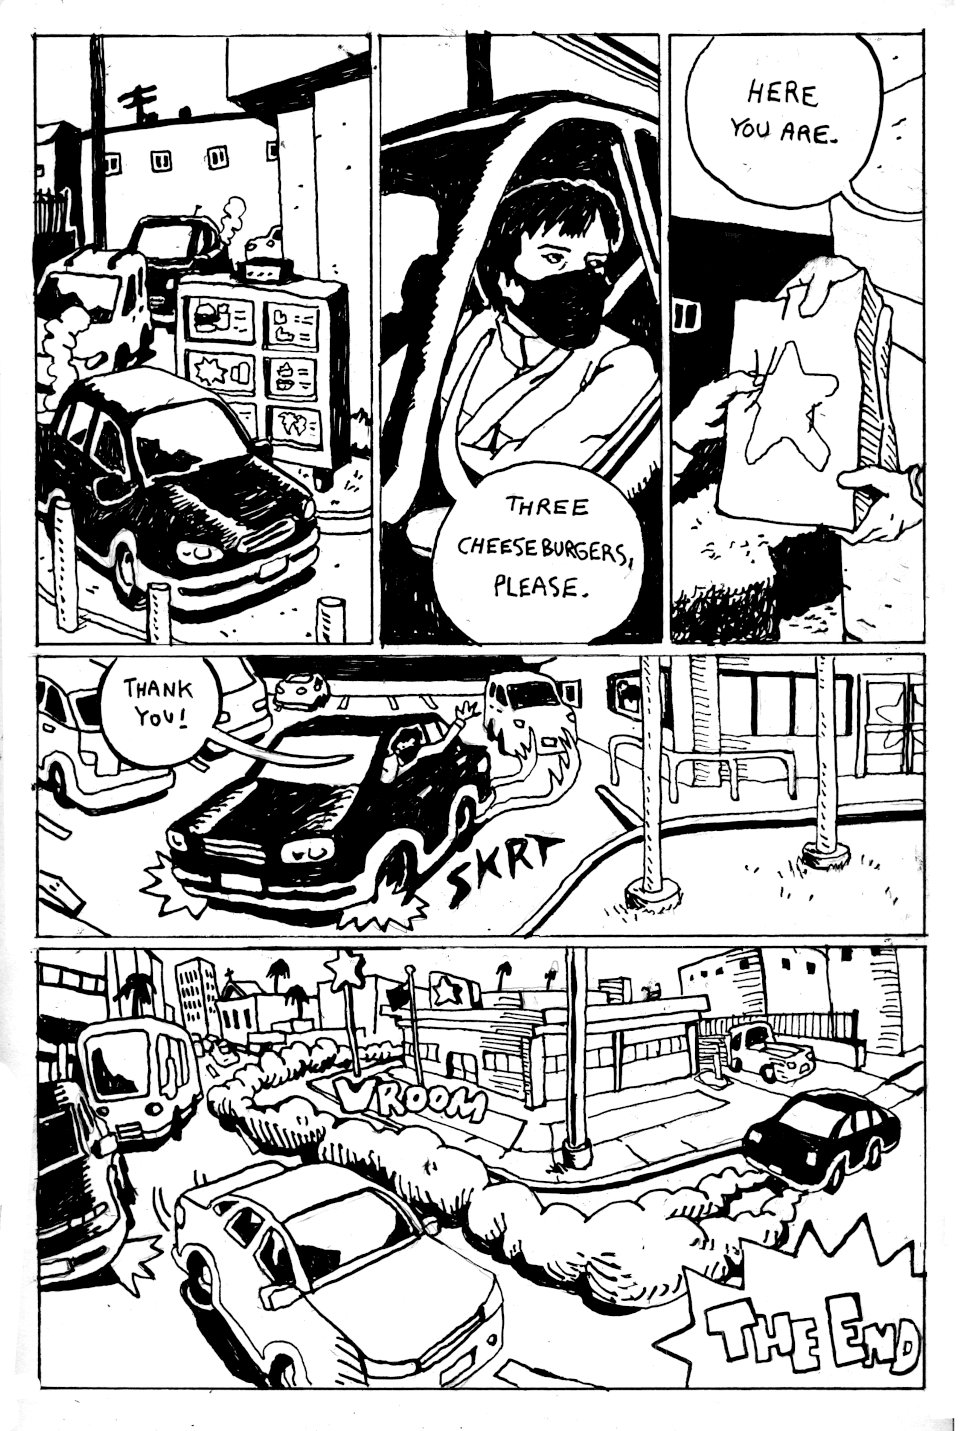 HERE
YOU ARE.
THREE
CHEESEBURGERS,
PLEASE.
THANK
YOU!
SKRT
VROOM
THE END